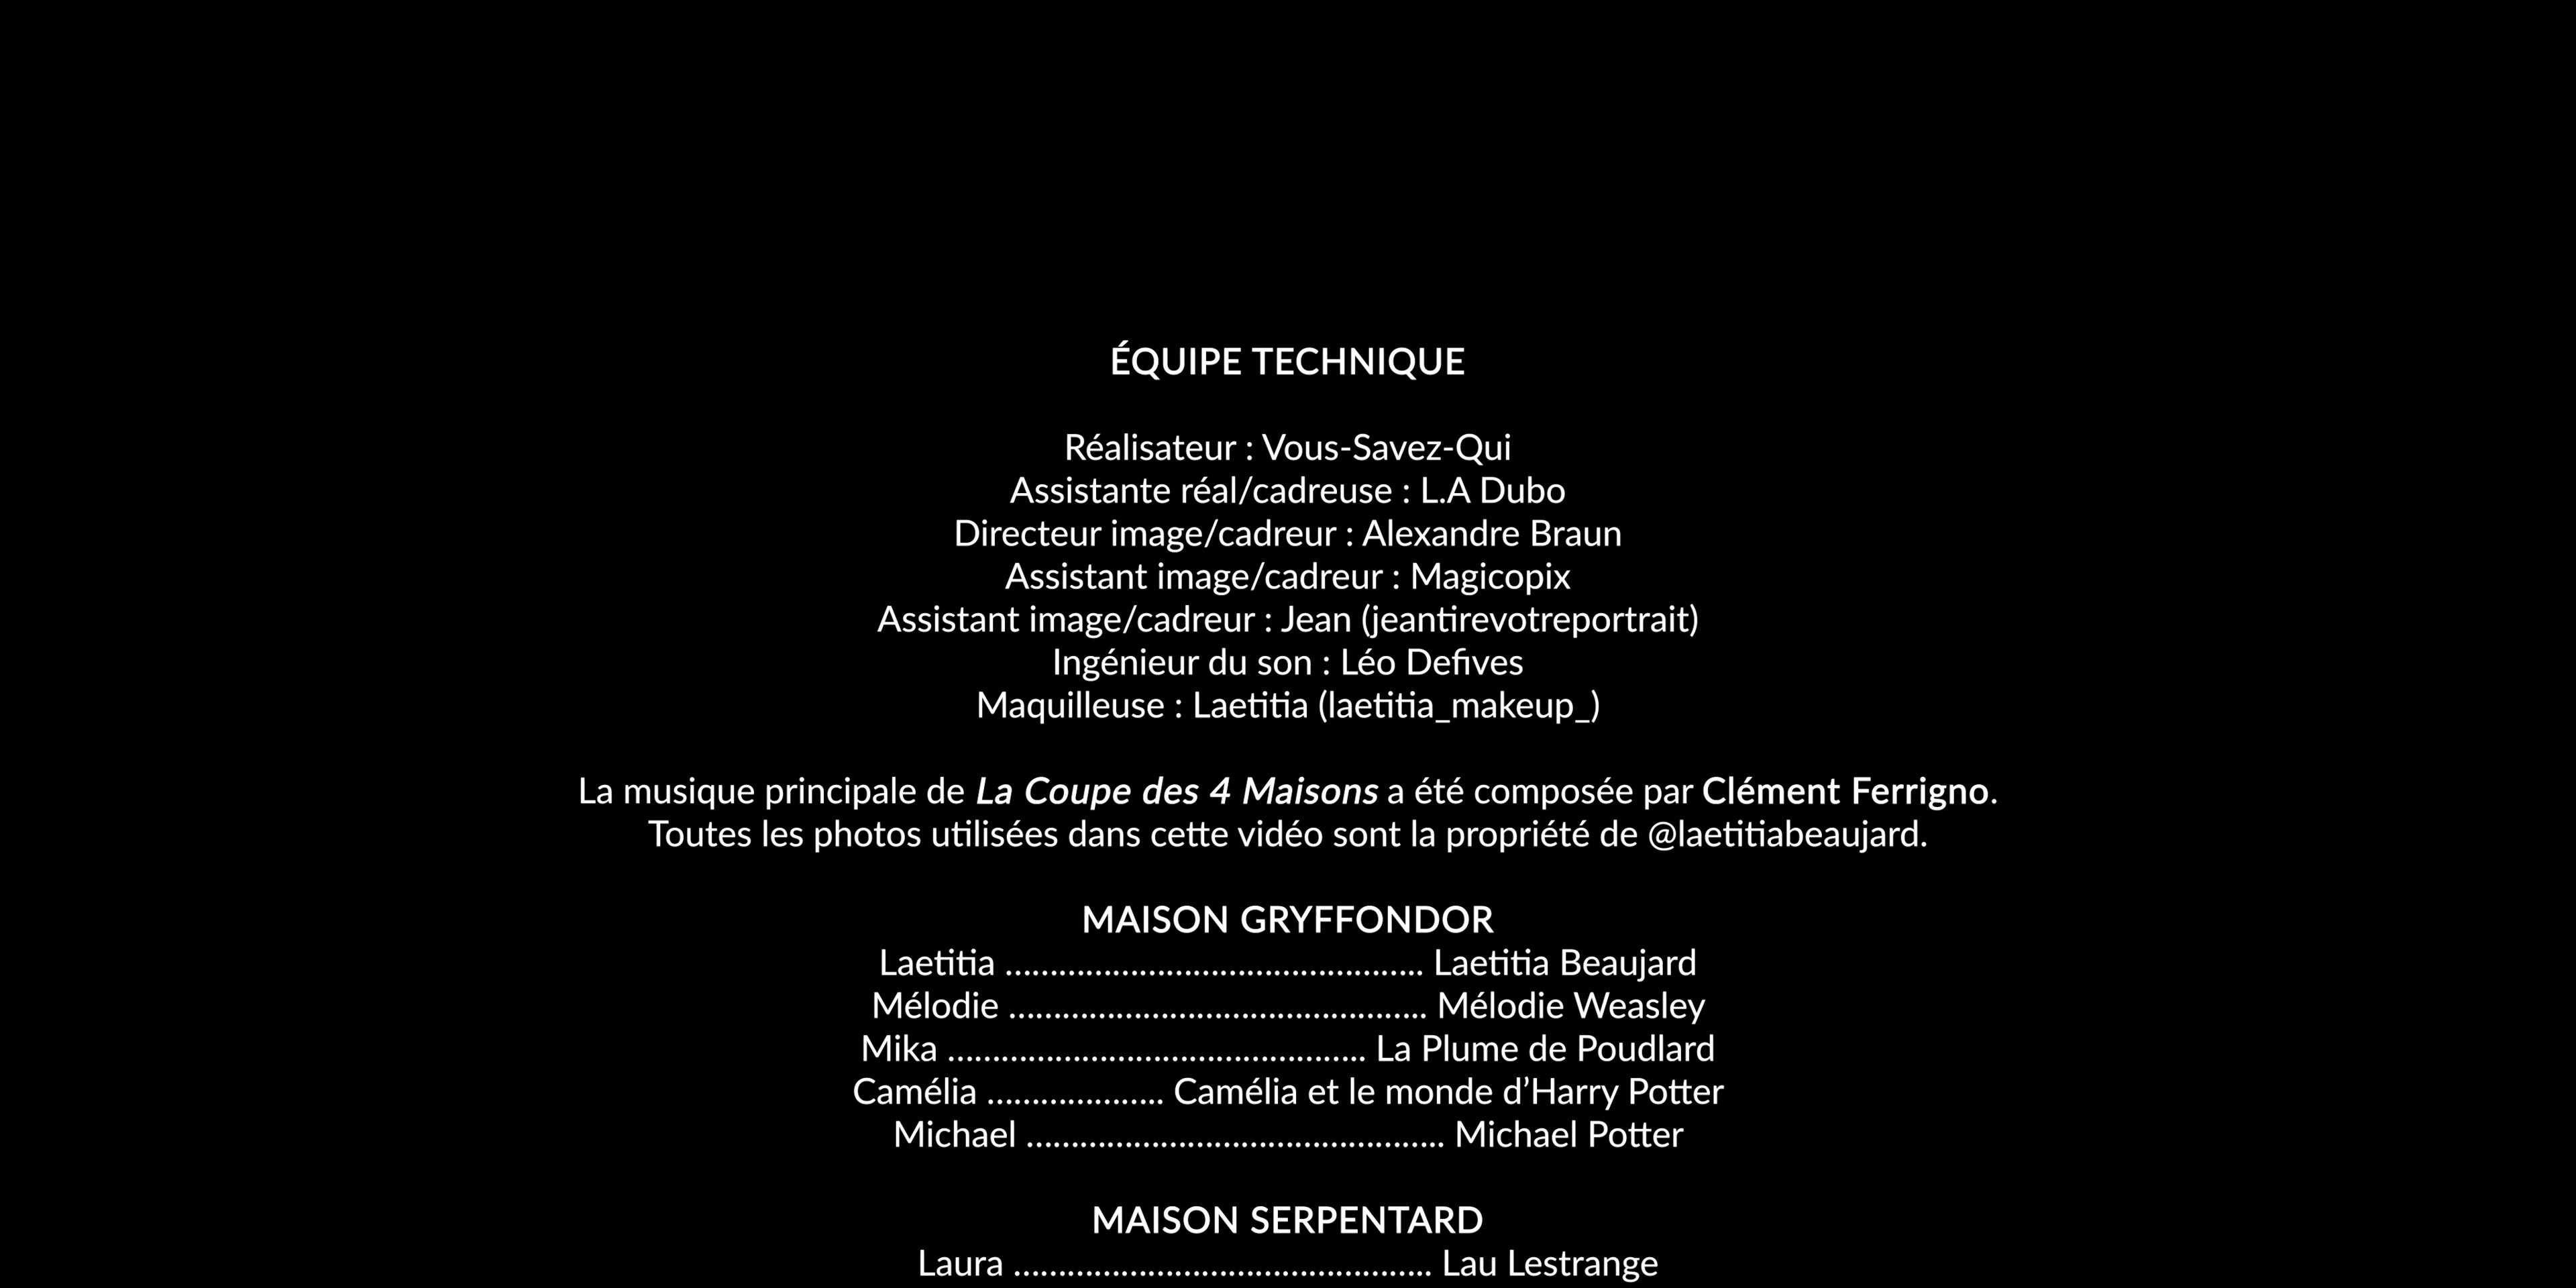 ÉQUIPE TECHNIQUE
Réalisateur : Vous-Savez-Qui
Assistante réal/cadreuse : L.A Dubo
Directeur image/cadreur : Alexandre Braun
Assistant image/cadreur : Magicopix
Assistant image/cadreur : Jean (jeantirevotreportrait)
Ingénieur du son : Léo Defives
Maquilleuse : Laetitia (laetitia_makeup_)
La musique principale de La Coupe des 4 Maisons a été composée par Clément Ferrigno.
Toutes les photos utilisées dans cette vidéo sont la propriété de @laetitiabeaujard.
MAISON GRYFFONDOR
Laetitia ............................................... Laetitia Beaujard
Mélodie ............................................... Mélodie Weasley
Mika ............................................... La Plume de Poudlard
Camélia .................... Camélia et le monde d’Harry Potter
Michael ............................................... Michael Potter
MAISON SERPENTARD
Laura ............................................... Lau Lestrange